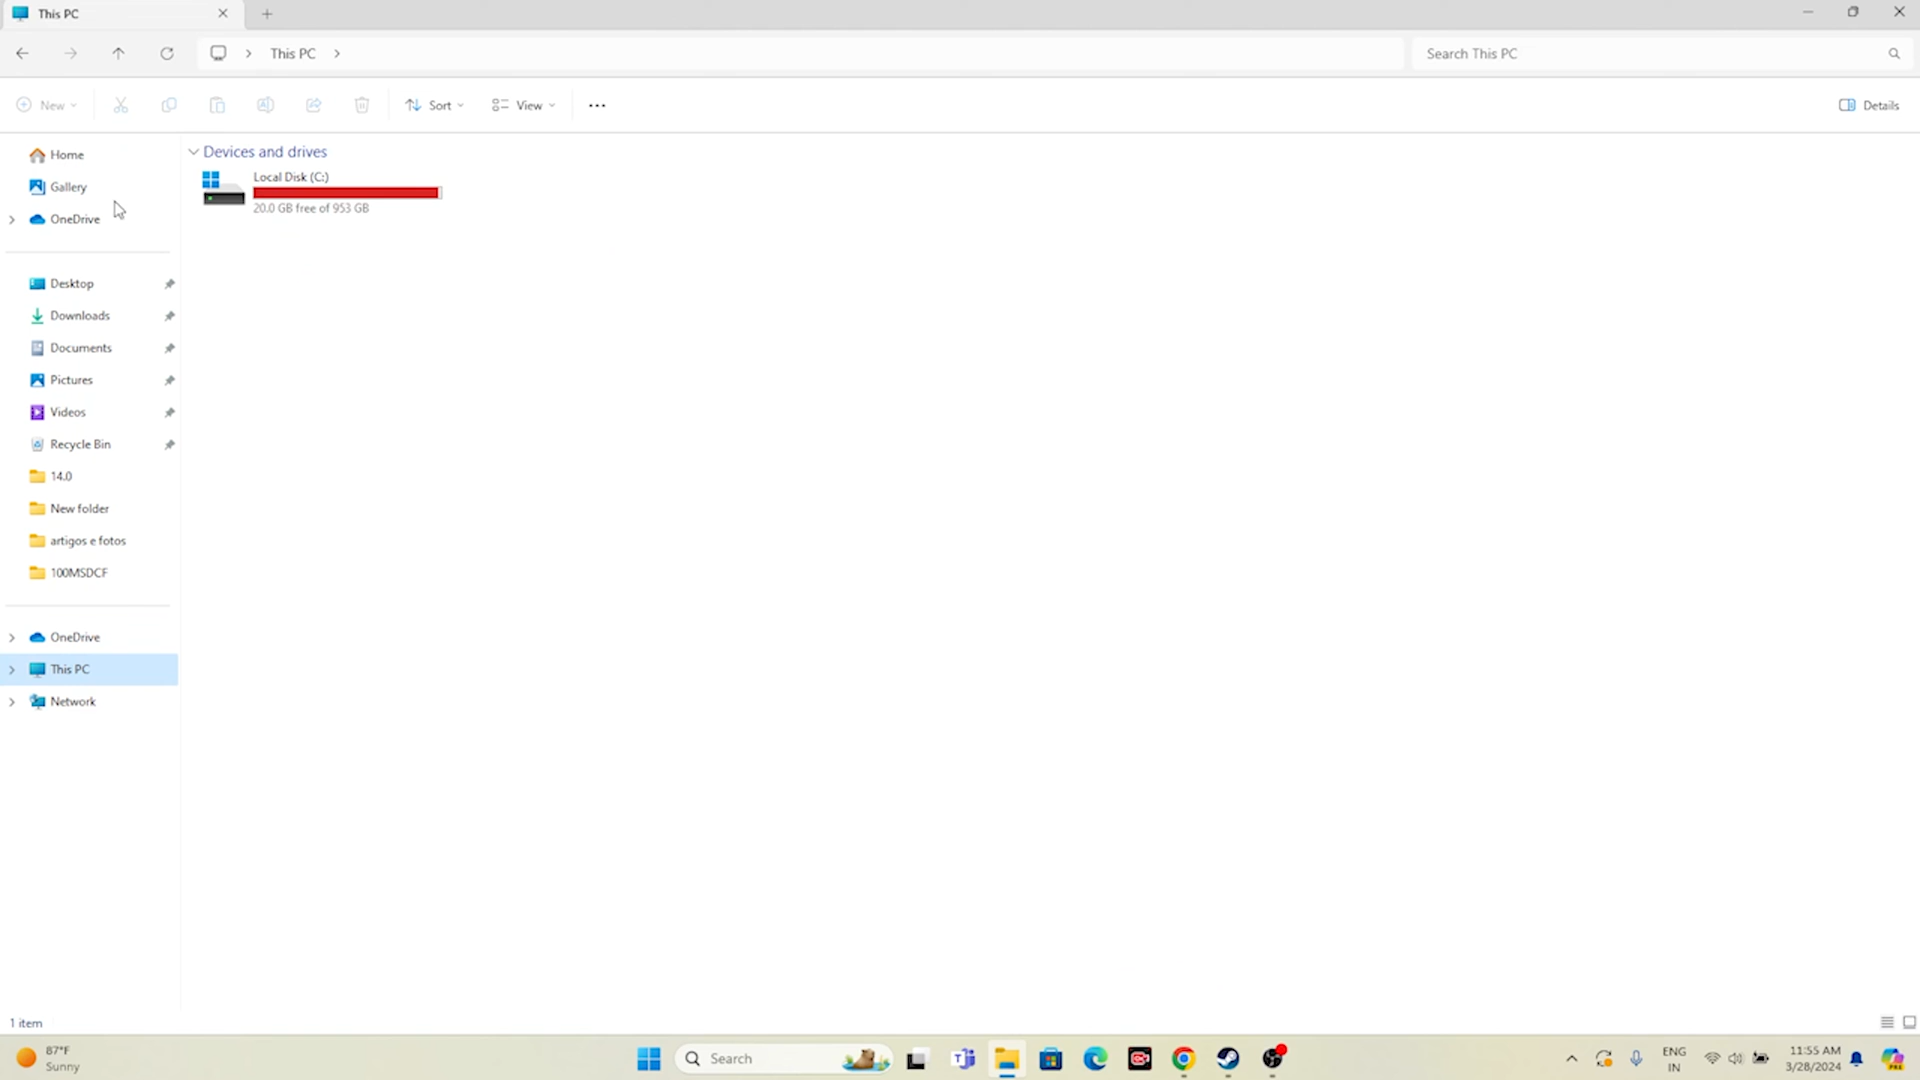 This PC
This PC
Search This PC
New
Sort
View
Details
Home
Gallery
OneDrive
Desktop
Downloads
Documents
Pictures
Videos
Recycle Bin
14.0
New folder
artigos e fotos
100MSDCF
OneDrive
This PC
Network
Devices and drives
Local Disk (C:)
20.0 GB free of 953 GB
1 item
87°F
Sunny
Search
ENG
IN
11:55 AM
3/28/2024
PRE